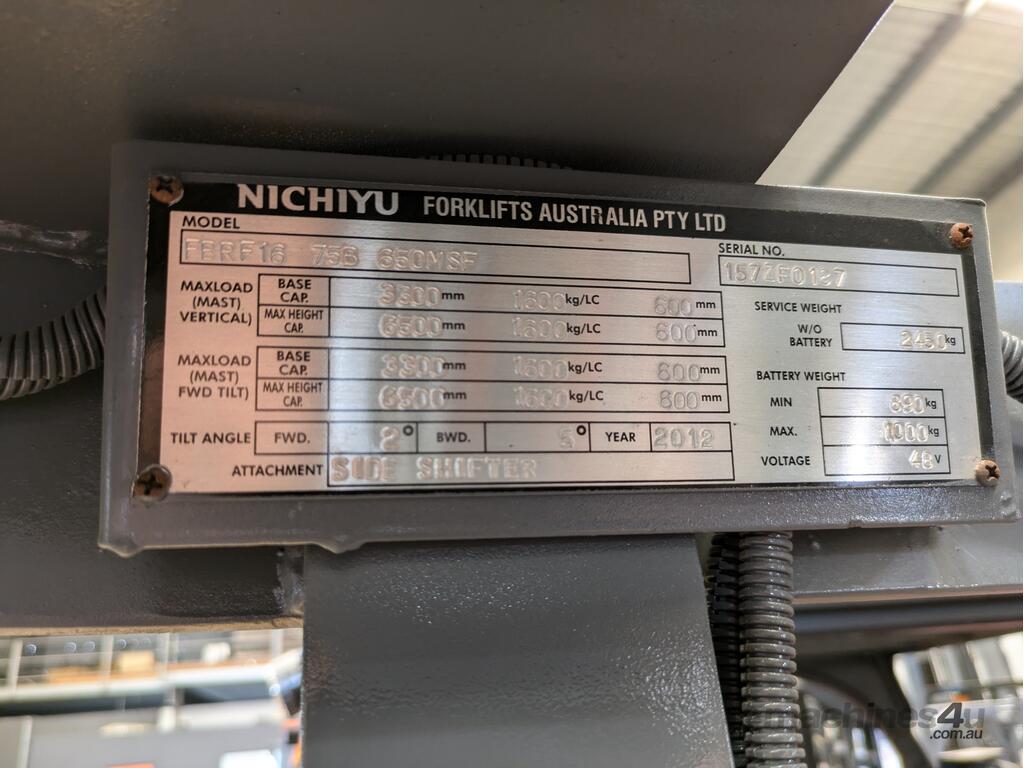 NICHIYU FORKLIFTS AUSTRALIA PTY LTD
MODEL
FBRF16 75B 650MSF
SERIAL NO.
MAXLOAD (MAST) VERTICAL)
BASE CAP. 3300mm 1600kg/LC 600mm
MAX HEIGHT CAP. 6500mm 1600kg/LC 600mm
MAXLOAD (MAST) FWD TILT)
BASE CAP. 3300mm 1600kg/LC 600mm
MAX HEIGHT CAP. 6500mm 1600kg/LC 600mm
TILT ANGLE FWD. 2° BWD. 5° YEAR 2012
ATTACHMENT SIDE SHIFTER
SERVICE WEIGHT
W/O BATTERY 2450kg
BATTERY WEIGHT
MIN 890kg
MAX. 1000kg
VOLTAGE 48V
machines4u
.com.au